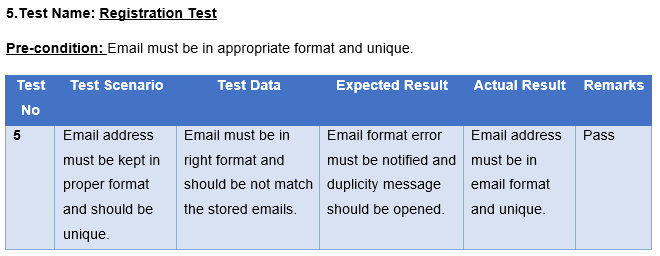 5.Test Name: Registration Test
Pre-condition: Email must be in appropriate format and unique.
Test No
Test Scenario
Test Data
Expected Result
Actual Result
Remarks
5
Email address
must be kept in
proper format
and should be
unique.
Email must be in
right format and
should be not match
the stored emails.
Email format error
must be notified and
duplicity message
should be opened.
Email address
must be in
email format
and unique.
Pass